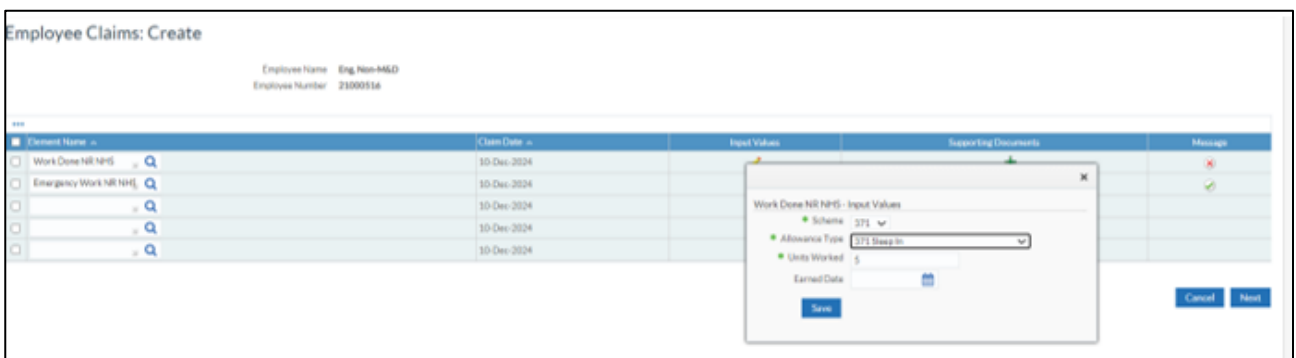 Employee Claims: Create
Employee Name Eng, Non-M&D
Employee Number 21000516
Element Name Claim Date Input Values Supporting Documents Message
Work Done NR NHS 10-Dec-2024
Emergency Work NR NHS 10-Dec-2024
10-Dec-2024
10-Dec-2024
10-Dec-2024
Work Done NR NHS - Input Values
Scheme 371
Allowance Type 371 Sleep In
Units Worked 5
Earned Date
Save
Cancel Next